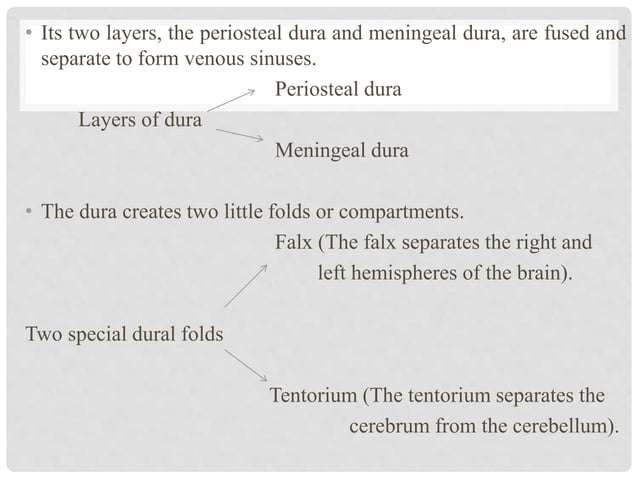 • Its two layers, the periosteal dura and meningeal dura, are fused and
separate to form venous sinuses.
Periosteal dura
Layers of dura
Meningeal dura
• The dura creates two little folds or compartments.
Falx (The falx separates the right and
left hemispheres of the brain).
Two special dural folds
Tentorium (The tentorium separates the
cerebrum from the cerebellum).